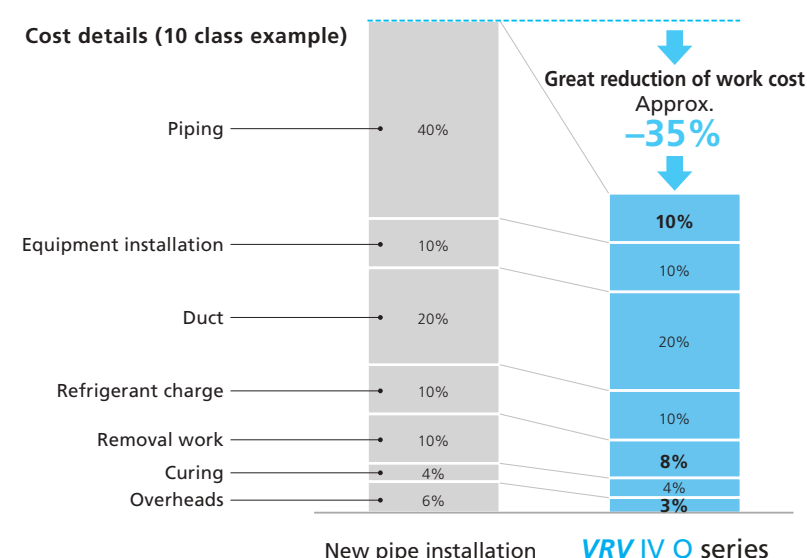 Cost details (10 class example)
Great reduction of work cost
Approx.
–35%
Piping 40% 10%
Equipment installation 10% 10%
Duct 20% 20%
Refrigerant charge 10% 10%
Removal work 10% 8%
Curing 4% 4%
Overheads 6% 3%
New pipe installation VRV IV Q series